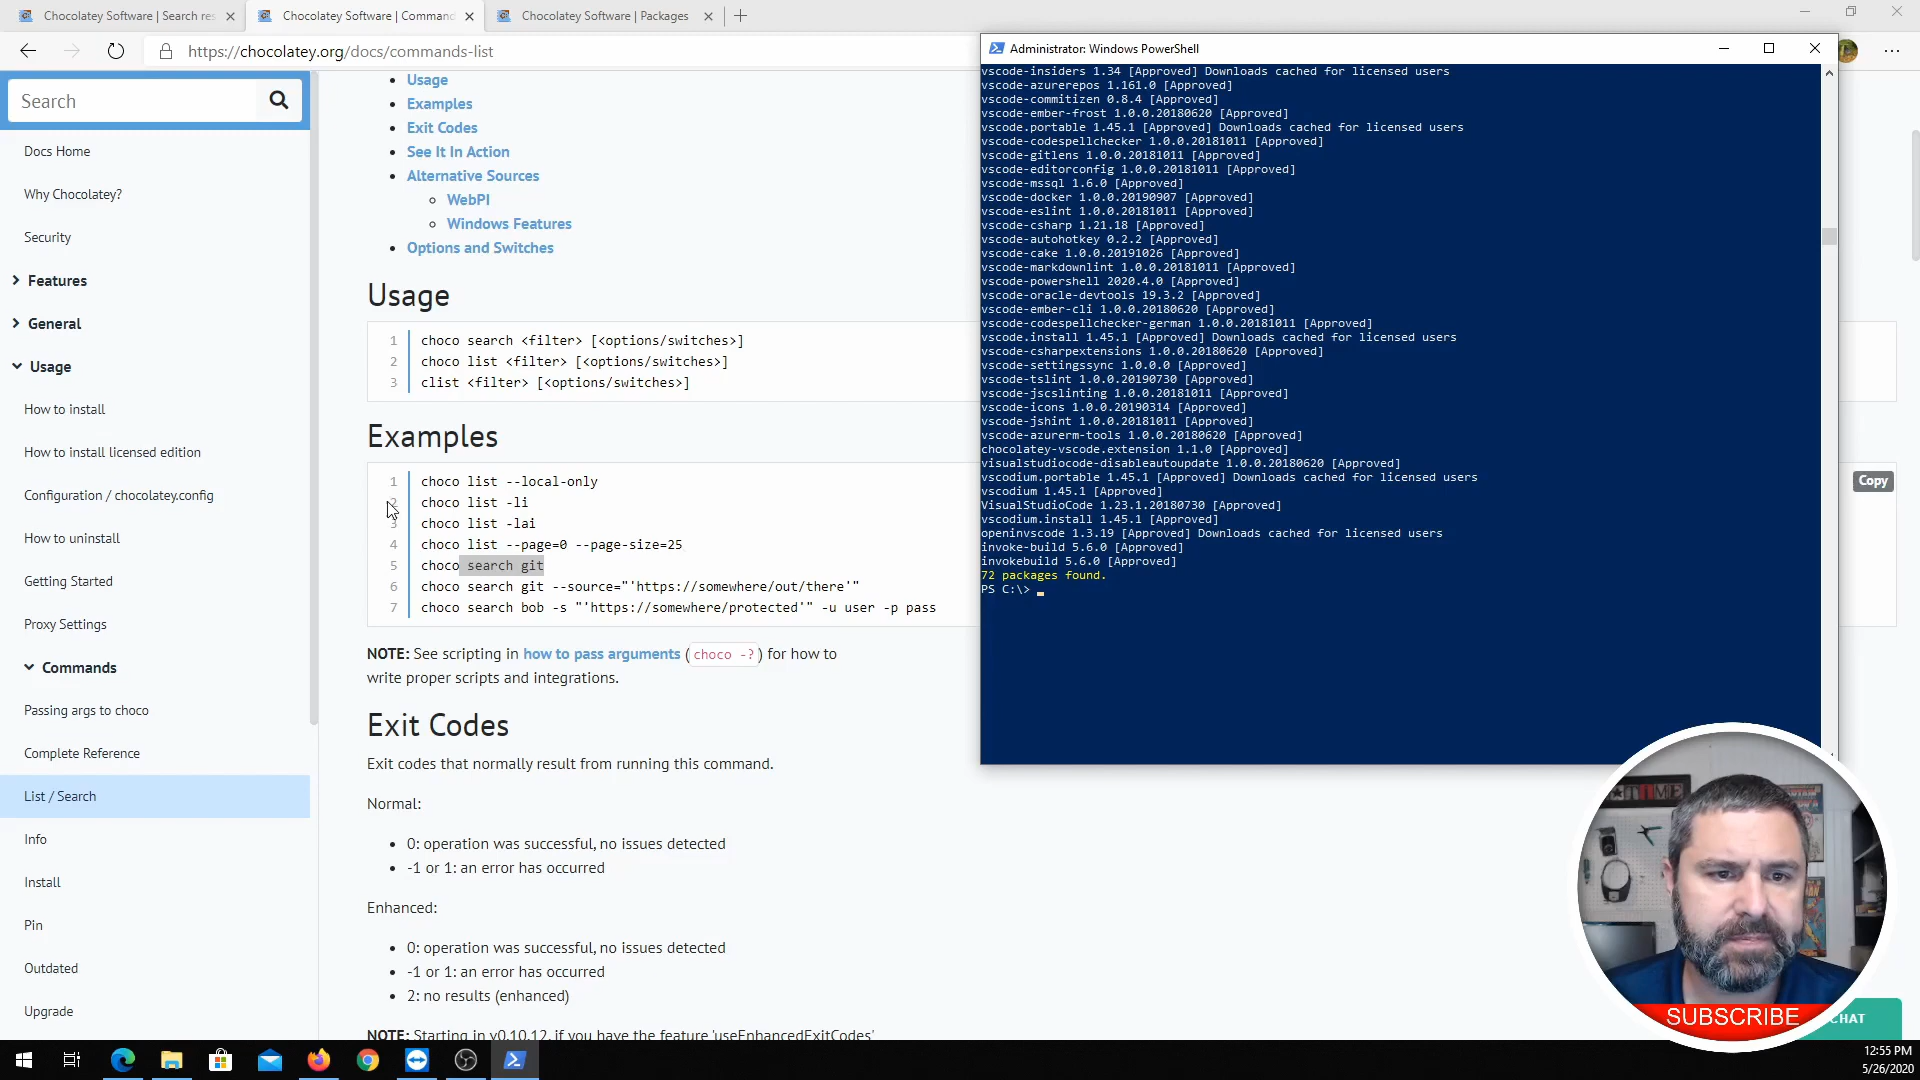 Chocolatey Software | Search res
Chocolatey Software | Comman
Chocolatey Software | Packages
https://chocolatey.org/docs/commands-list
Search
Docs Home
Why Chocolatey?
Security
Features
General
Usage
How to install
How to install licensed edition
Configuration / chocolatey.config
How to uninstall
Getting Started
Proxy Settings
Commands
Passing args to choco
Complete Reference
List / Search
Info
Install
Pin
Outdated
Upgrade
Usage
Examples
Exit Codes
See It In Action
Alternative Sources
WebPI
Windows Features
Options and Switches
Usage
1 choco search <filter> [<options/switches>]
2 choco list <filter> [<options/switches>]
3 clist <filter> [<options/switches>]
Examples
Copy
1 choco list --local-only
2 choco list -li
3 choco list -lai
4 choco list --page=0 --page-size=25
5 choco search git
6 choco search git --source="'https://somewhere/out/there'"
7 choco search bob -s "'https://somewhere/protected'" -u user -p pass
NOTE: See scripting in how to pass arguments (choco -?) for how to
write proper scripts and integrations.
Exit Codes
Exit codes that normally result from running this command.
Normal:
0: operation was successful, no issues detected
-1 or 1: an error has occurred
Enhanced:
0: operation was successful, no issues detected
-1 or 1: an error has occurred
2: no results (enhanced)
NOTE: Starting in v0.10.12, if you have the feature 'useEnhancedExitCodes'
Administrator: Windows PowerShell
vscode-insiders 1.34 [Approved] Downloads cached for licensed users
vscode-azurerepos 1.161.0 [Approved]
vscode-commitizen 0.8.4 [Approved]
vscode-ember-frost 1.0.0.20180620 [Approved]
vscode.portable 1.45.1 [Approved] Downloads cached for licensed users
vscode-codespellchecker 1.0.0.20181011 [Approved]
vscode-gitlens 1.0.0.20181011 [Approved]
vscode-editorconfig 1.0.0.20181011 [Approved]
vscode-mssql 1.6.0 [Approved]
vscode-docker 1.0.0.20190907 [Approved]
vscode-eslint 1.0.0.20181011 [Approved]
vscode-csharp 1.21.18 [Approved]
vscode-autohotkey 0.2.2 [Approved]
vscode-cake 1.0.0.20191026 [Approved]
vscode-markdownlint 1.0.0.20181011 [Approved]
vscode-powershell 2020.4.0 [Approved]
vscode-oracle-devtools 19.3.2 [Approved]
vscode-ember-cli 1.0.0.20180620 [Approved]
vscode-codespellchecker-german 1.0.0.20181011 [Approved]
vscode.install 1.45.1 [Approved] Downloads cached for licensed users
vscode-csharpextensions 1.0.0.20180620 [Approved]
vscode-settingssync 1.0.0.0 [Approved]
vscode-tslint 1.0.0.20190730 [Approved]
vscode-jscslinting 1.0.0.20181011 [Approved]
vscode-icons 1.0.0.20190314 [Approved]
vscode-jshint 1.0.0.20181011 [Approved]
vscode-azurerm-tools 1.0.0.20180620 [Approved]
chocolatey-vscode.extension 1.1.0 [Approved]
visualstudiocode-disableautoupdate 1.0.0.20180620 [Approved]
vscodium.portable 1.45.1 [Approved] Downloads cached for licensed users
vscodium 1.45.1 [Approved]
VisualStudioCode 1.23.1.20180730 [Approved]
vscodium.install 1.45.1 [Approved]
openinvscode 1.3.19 [Approved] Downloads cached for licensed users
invoke-build 5.6.0 [Approved]
invokebuild 5.6.0 [Approved]
72 packages found.
PS C:\>
TIME
SUBSCRIBE
CHAT
12:55 PM
5/26/2020